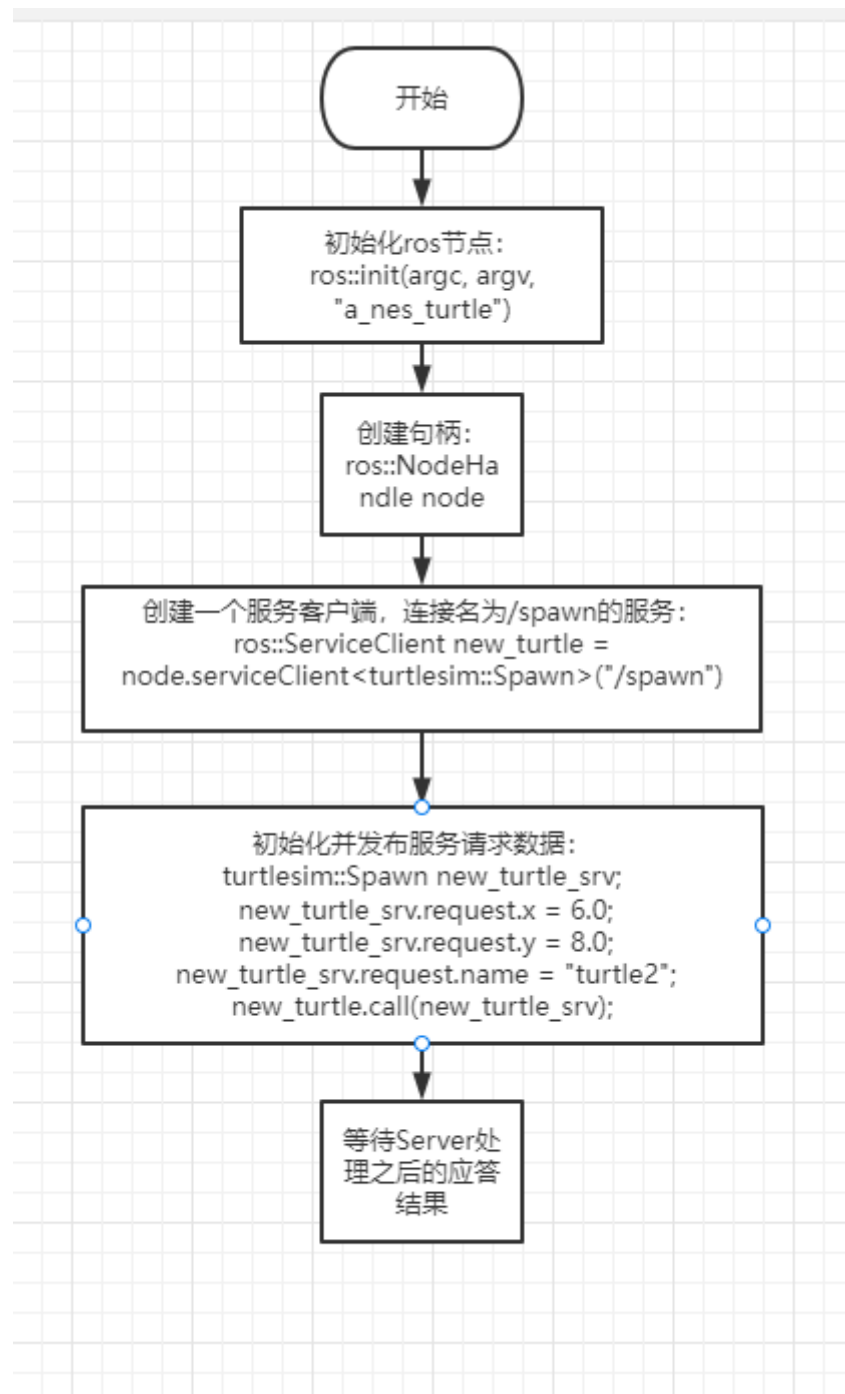 开始
初始化ros节点：
ros::init(argc, argv,
"a_nes_turtle")
创建句柄：
ros::NodeHa
ndle node
创建一个服务客户端，连接名为/spawn的服务：
ros::ServiceClient new_turtle =
node.serviceClient<turtlesim::Spawn>("/spawn")
初始化并发布服务请求数据：
turtlesim::Spawn new_turtle_srv;
new_turtle_srv.request.x = 6.0;
new_turtle_srv.request.y = 8.0;
new_turtle_srv.request.name = "turtle2";
new_turtle.call(new_turtle_srv);
等待Server处
理之后的应答
结果